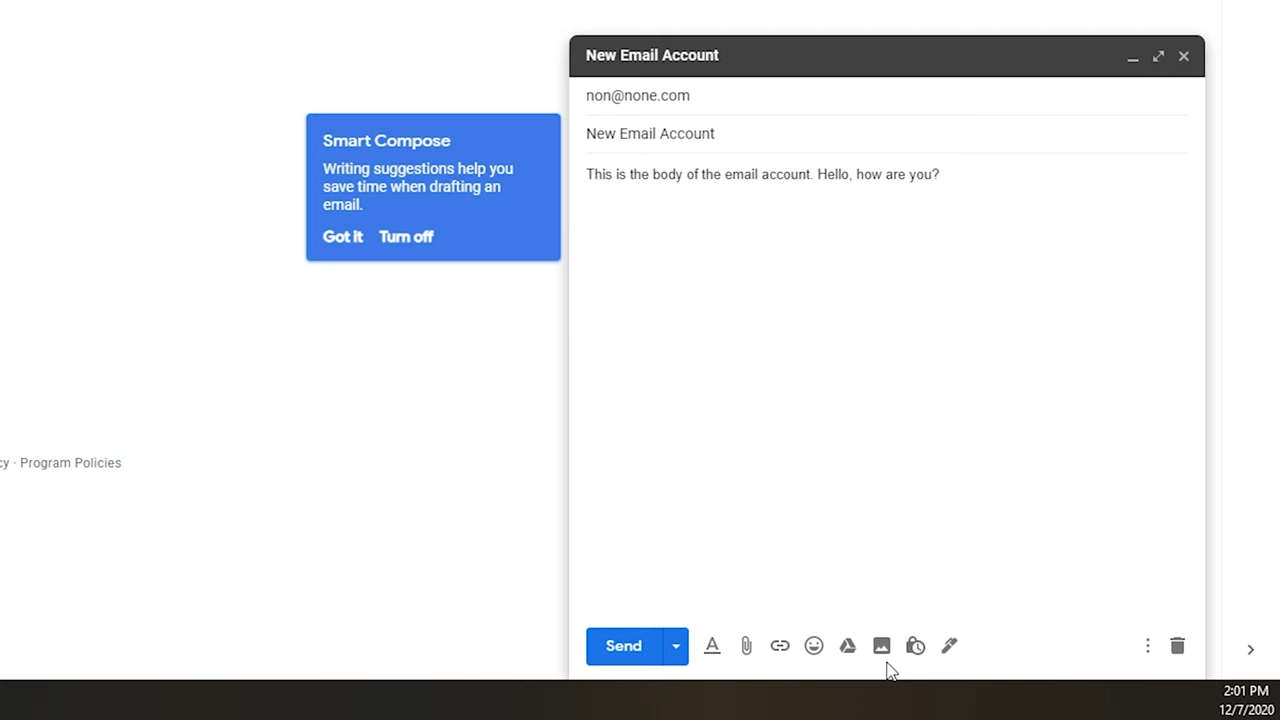 New Email Account
non@none.com
New Email Account
This is the body of the email account. Hello, how are you?
Smart Compose
Writing suggestions help you
save time when drafting an
email.
Got it Turn off
cy · Program Policies
Send
2:01 PM
12/7/2020